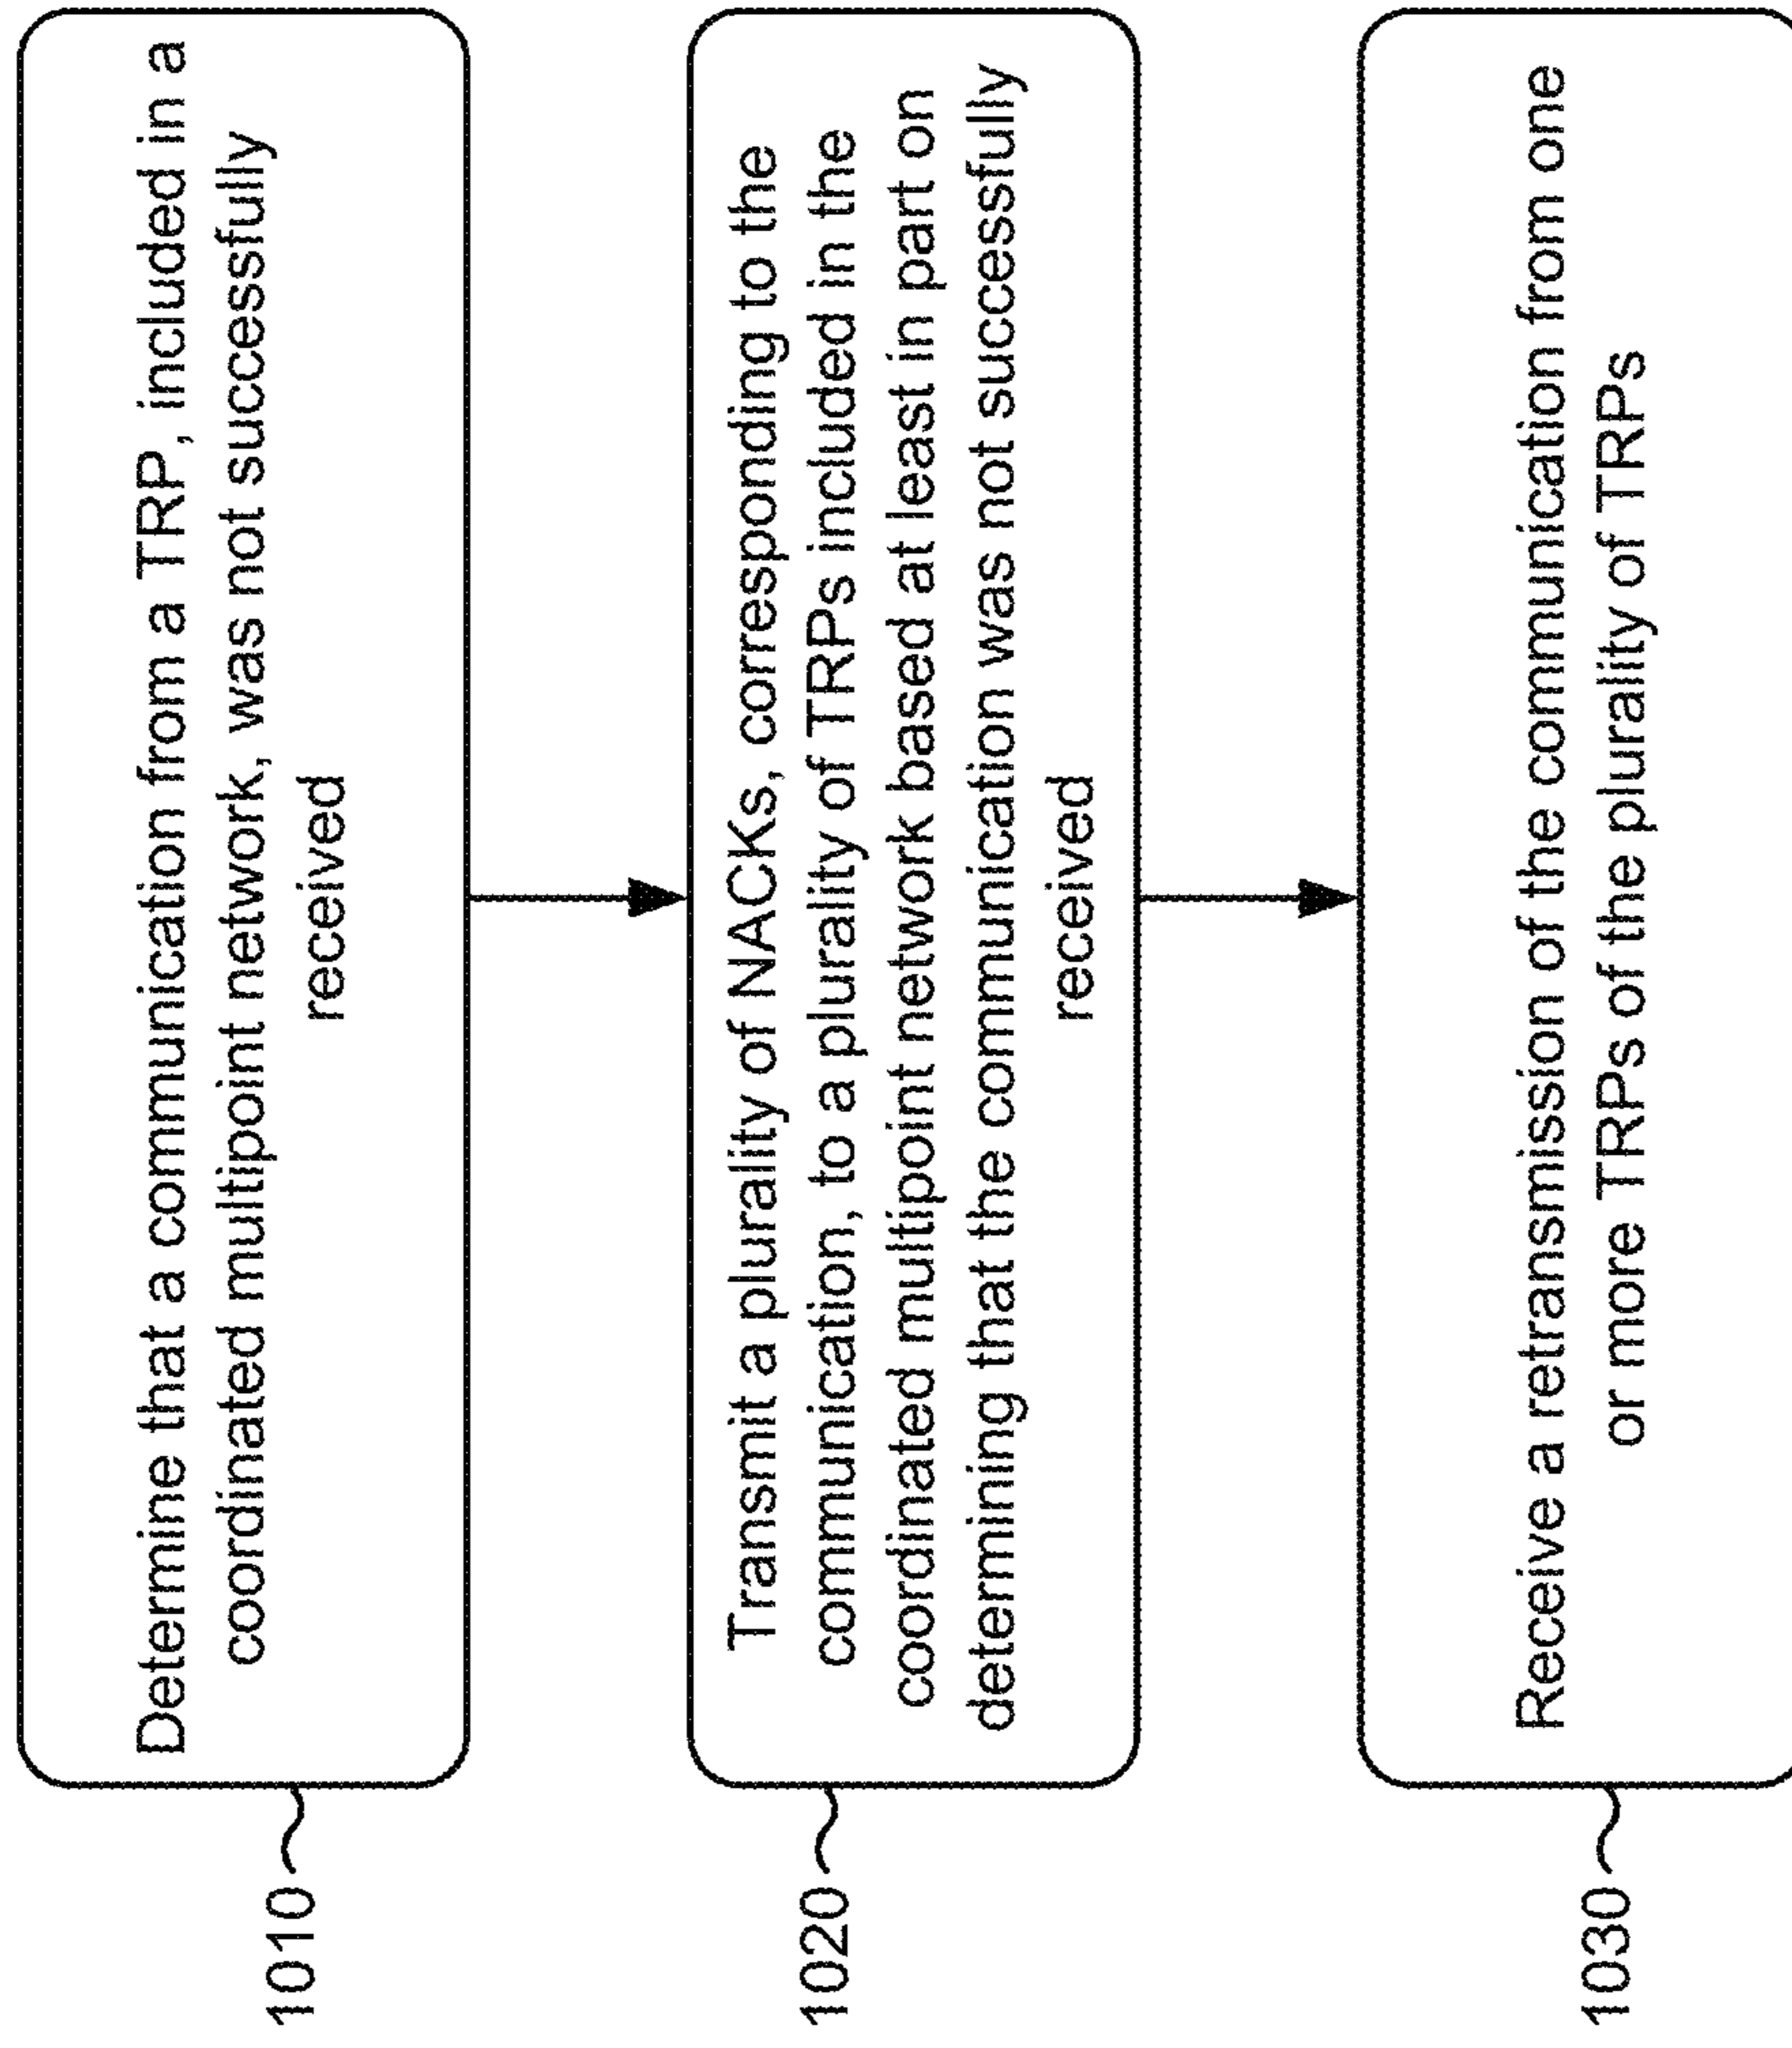 1010
Determine that a communication from a TRP, included in a
coordinated multipoint network, was not successfully
received
1020
Transmit a plurality of NACKs, corresponding to the
communication, to a plurality of TRPs included in the
coordinated multipoint network based at least in part on
determining that the communication was not successfully
received
1030
Receive a retransmission of the communication from one
or more TRPs of the plurality of TRPs